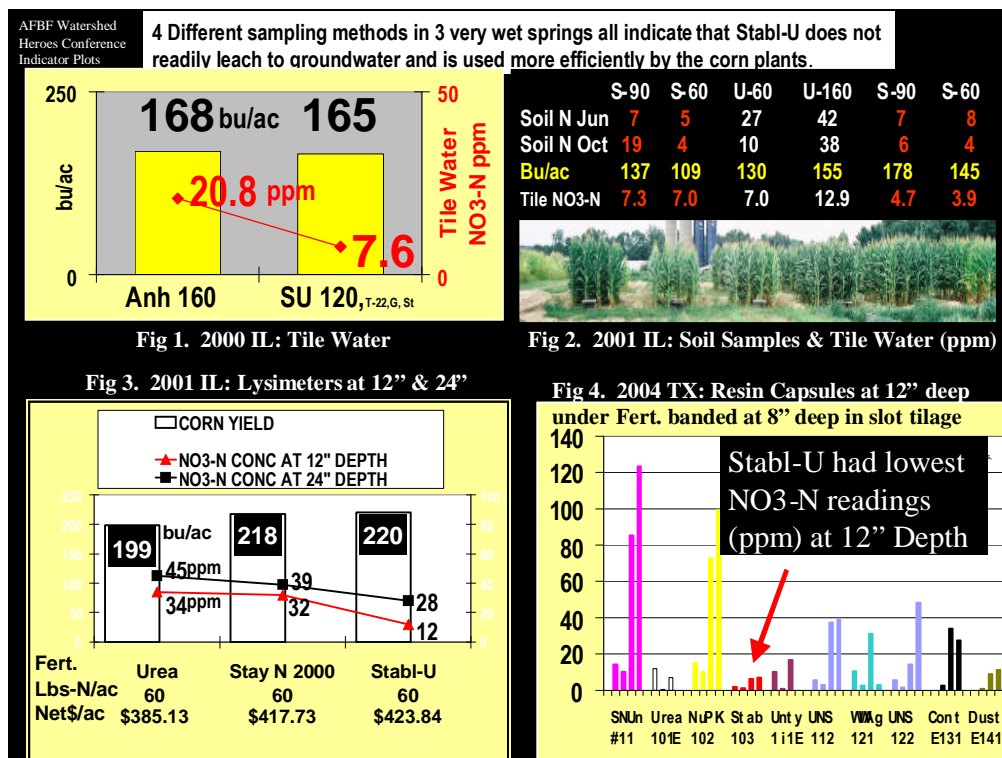 AFBF Watershed
Heroes Conference
Indicator Plots
4 Different sampling methods in 3 very wet springs all indicate that Stabl-U does not
readily leach to groundwater and is used more efficiently by the corn plants.
250
50
168 bu/ac 165
bu/ac
20.8 ppm
7.6
Tile Water
NO3-N ppm
0
0
Anh 160
SU 120, T-22,G, St
Fig 1. 2000 IL: Tile Water
S-90 S-60 U-60 U-160 S-90 S-60
Soil N Jun 7 5 27 42 7 8
Soil N Oct 19 4 10 38 6 4
Bu/ac 137 109 130 155 178 145
Tile NO3-N 7.3 7.0 7.0 12.9 4.7 3.9
Fig 2. 2001 IL: Soil Samples & Tile Water (ppm)
Fig 3. 2001 IL: Lysimeters at 12” & 24”
CORN YIELD
NO3-N CONC AT 12" DEPTH
NO3-N CONC AT 24" DEPTH
250
200
150
100
50
0
100
80
60
40
20
0
199 bu/ac 218 220
45ppm 39 28
34ppm 32 12
Fert. Urea Stay N 2000 Stabl-U
Lbs-N/ac 60 60 60
Net$/ac $385.13 $417.73 $423.84
Fig 4. 2004 TX: Resin Capsules at 12” deep
under Fert. banded at 8” deep in slot tilage
140
120
100
80
60
40
20
0
Stabl-U had lowest
NO3-N readings
(ppm) at 12” Depth
SNUn Urea NuPK Stab Unty UNS UNS Cont Dust
#11 101E 102 103 1i1E 112 121 122 E131 E141